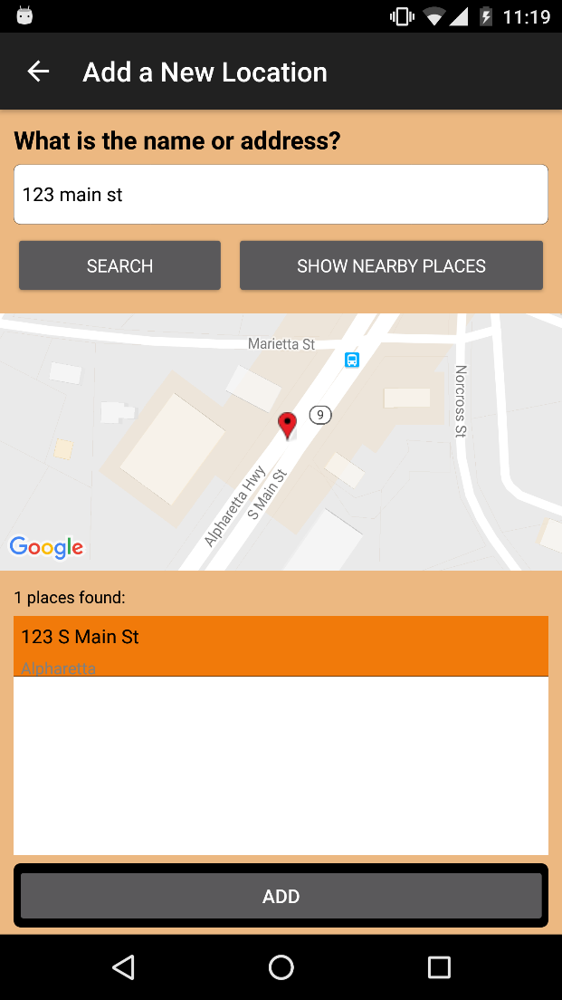 11:19
Add a New Location
What is the name or address?
123 main st
SEARCH
SHOW NEARBY PLACES
Marietta St
9
Norcross St
Alpharetta Hwy
S Main St
Google
1 places found:
123 S Main St
Alpharetta
ADD